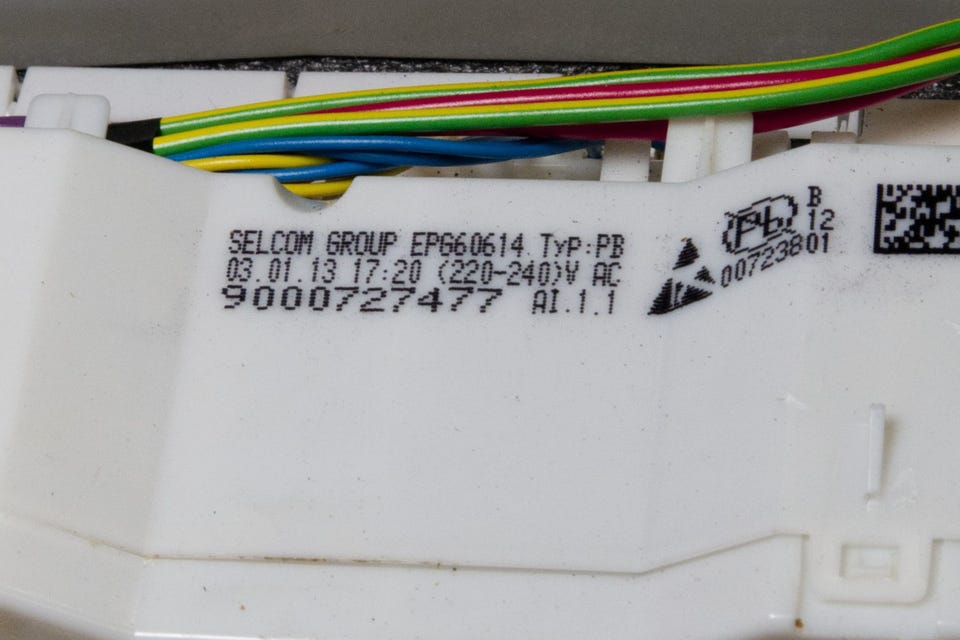 SELCOM GROUP EPG60614.Typ:PB
03.01.13 17:20 (220-240)V AC
9000727477 AI.1.1
Pb
B
12
00723801